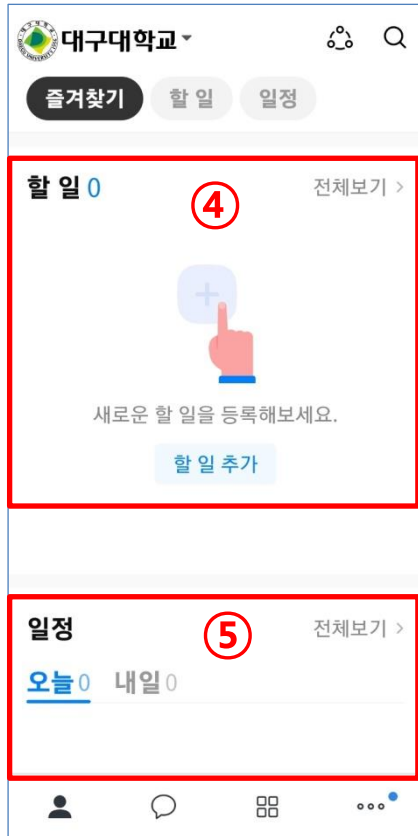 대구대학교
즐겨찾기 할 일 일정
할 일 0 전체보기 >
④
새로운 할 일을 등록해보세요.
할 일 추가
일정 전체보기 >
⑤
오늘 0 내일 0